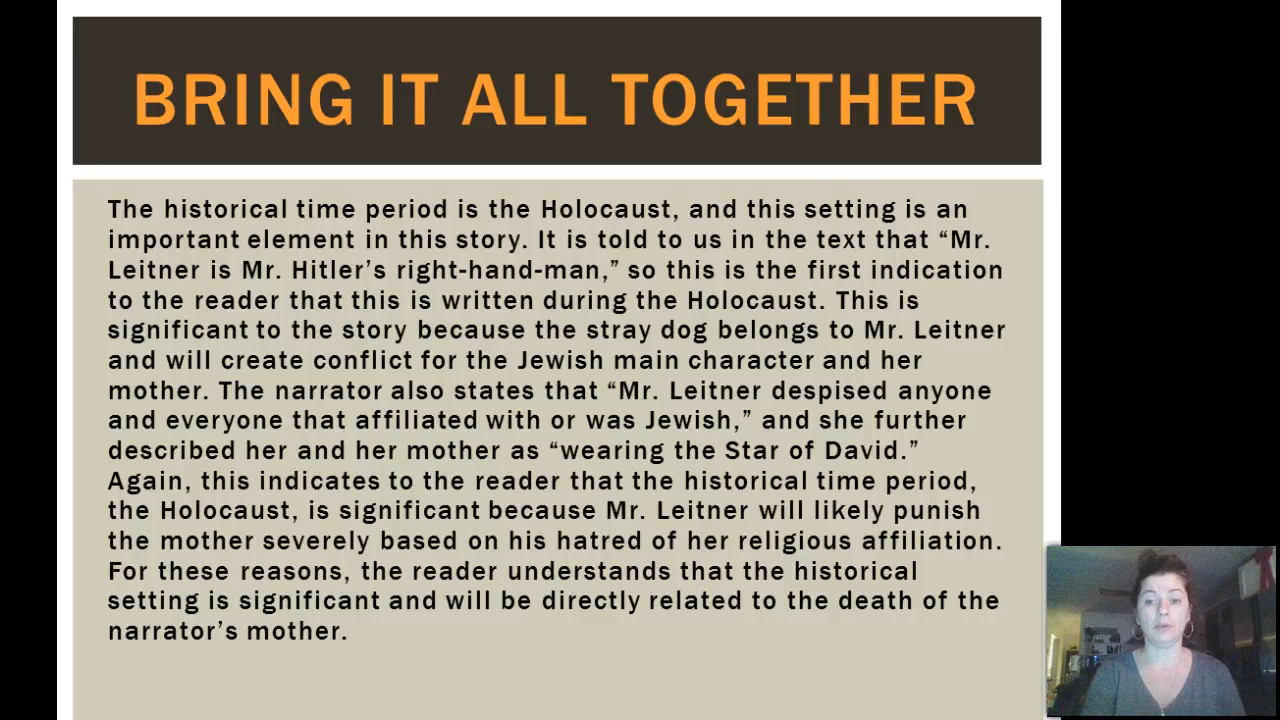 BRING IT ALL TOGETHER
The historical time period is the Holocaust, and this setting is an
important element in this story. It is told to us in the text that “Mr.
Leitner is Mr. Hitler’s right-hand-man,” so this is the first indication
to the reader that this is written during the Holocaust. This is
significant to the story because the stray dog belongs to Mr. Leitner
and will create conflict for the Jewish main character and her
mother. The narrator also states that “Mr. Leitner despised anyone
and everyone that affiliated with or was Jewish,” and she further
described her and her mother as “wearing the Star of David.”
Again, this indicates to the reader that the historical time period,
the Holocaust, is significant because Mr. Leitner will likely punish
the mother severely based on his hatred of her religious affiliation.
For these reasons, the reader understands that the historical
setting is significant and will be directly related to the death of the
narrator’s mother.